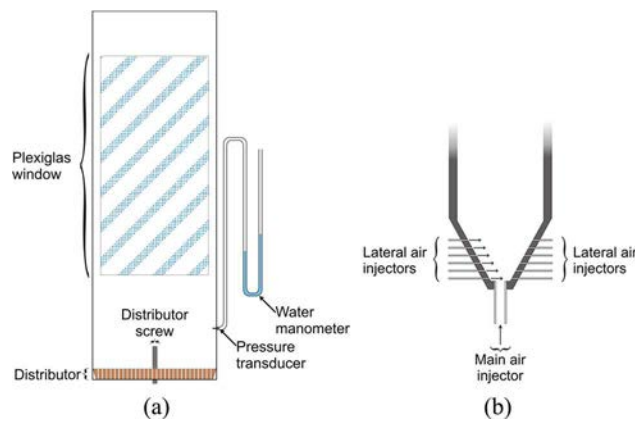 Plexiglas
window
Distributor
screw
Distributor
Water
manometer
Pressure
transducer
(a)
Lateral air
injectors
Lateral air
injectors
Main air
injector
(b)